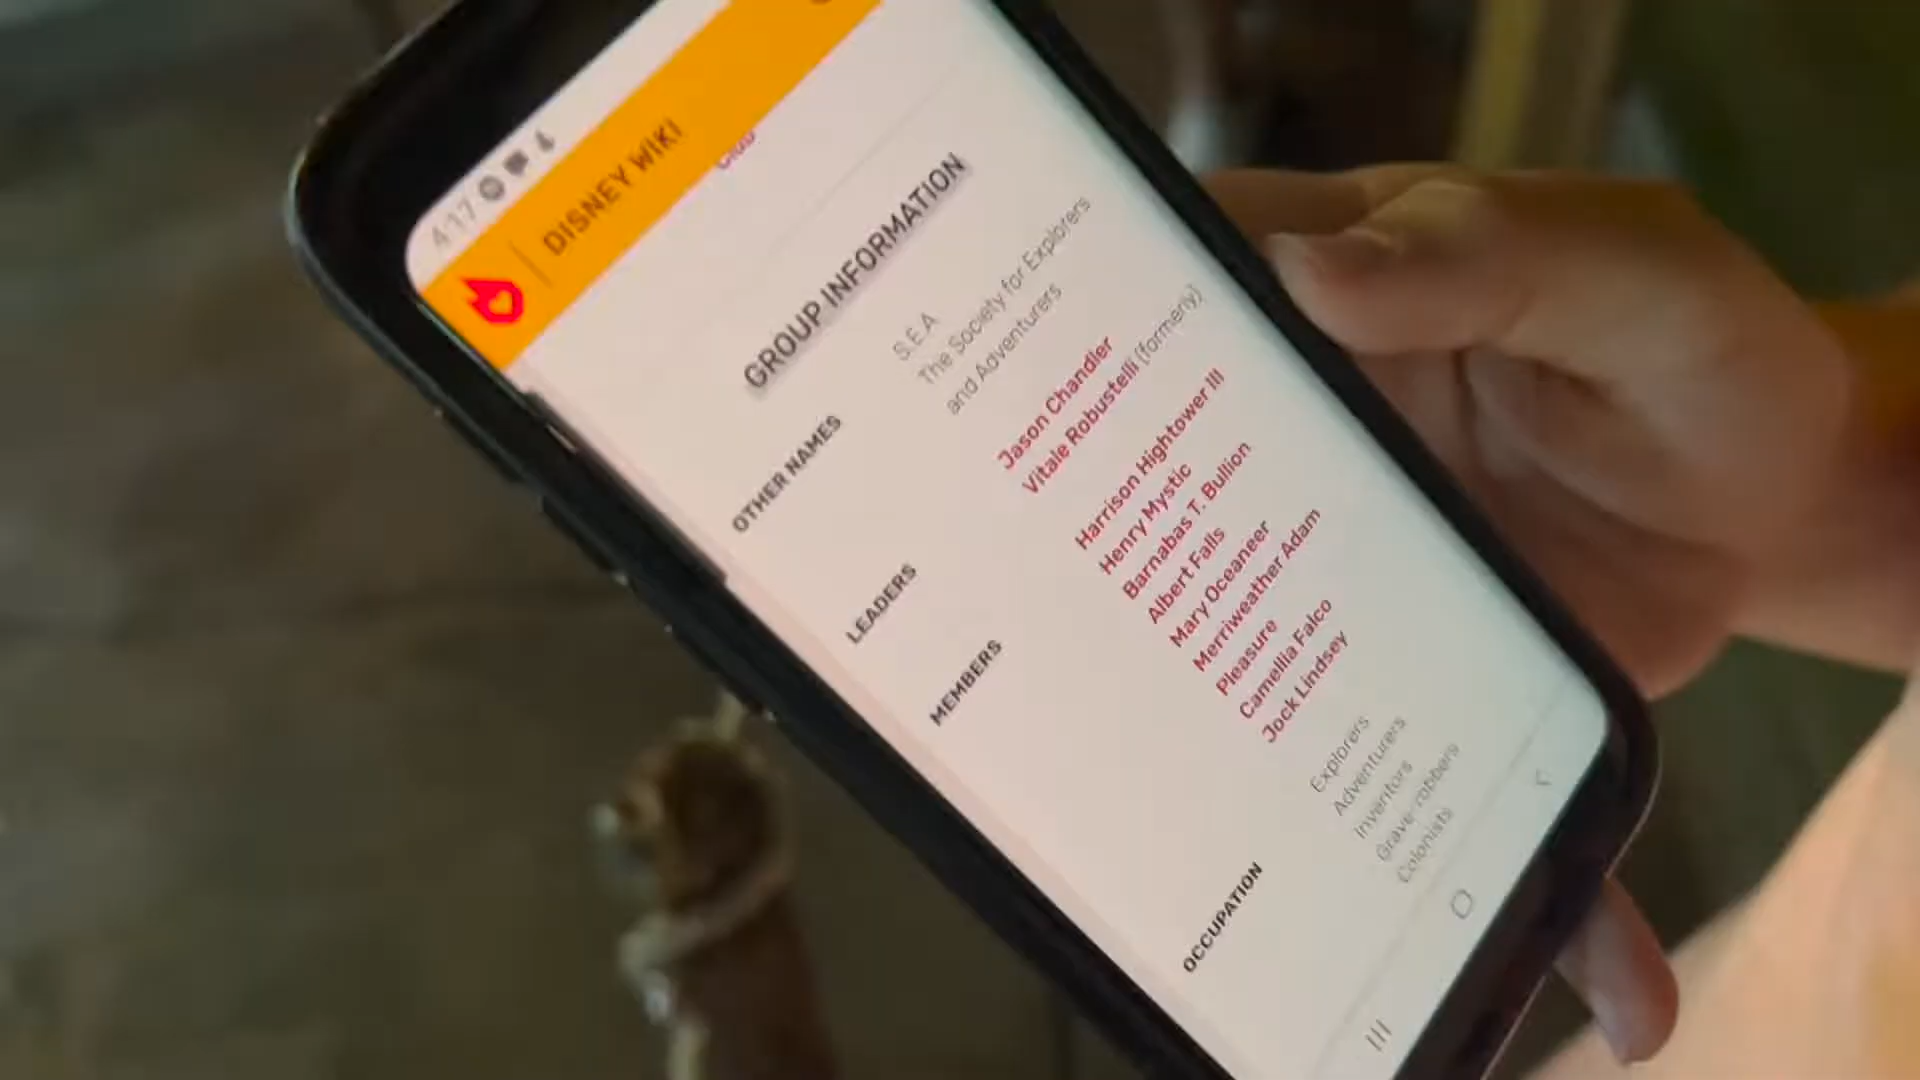 4:17
DISNEY WIKI
Club
GROUP INFORMATION
OTHER NAMES
S.E.A
The Society for Explorers
and Adventurers
LEADERS
Jason Chandler
Vitale Robustelli (formerly)
MEMBERS
Harrison Hightower III
Henry Mystic
Barnabas T. Bullion
Albert Falls
Mary Oceaneer
Merriweather Adam
Pleasure
Camellia Falco
Jock Lindsey
OCCUPATION
Explorers
Adventurers
Inventors
Grave-robbers
Colonists